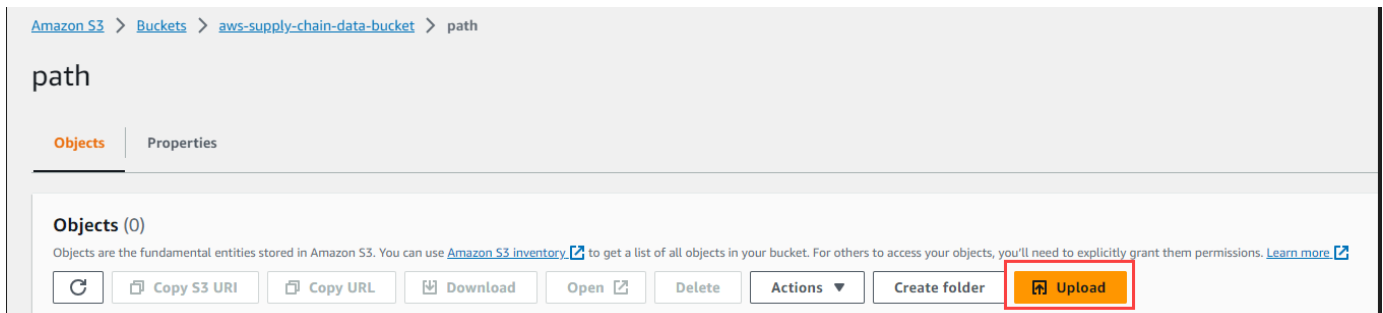 Amazon S3 > Buckets > aws-supply-chain-data-bucket > path
path
Objects Properties
Objects (0)
Objects are the fundamental entities stored in Amazon S3. You can use Amazon S3 inventory to get a list of all objects in your bucket. For others to access your objects, you'll need to explicitly grant them permissions. Learn more
Copy S3 URI Copy URL Download Open Delete Actions Create folder Upload